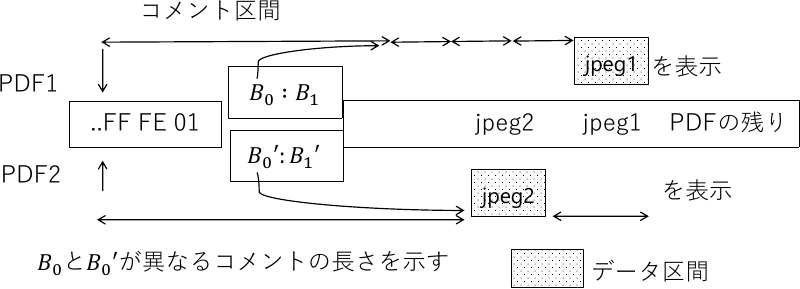 コメント区間
jpeg1 を表示
PDF1
B₀ : B₁
..FF FE 01 jpeg2 jpeg1 PDFの残り
B₀′: B₁′
PDF2
jpeg2 を表示
B₀とB₀′が異なるコメントの長さを示す
データ区間